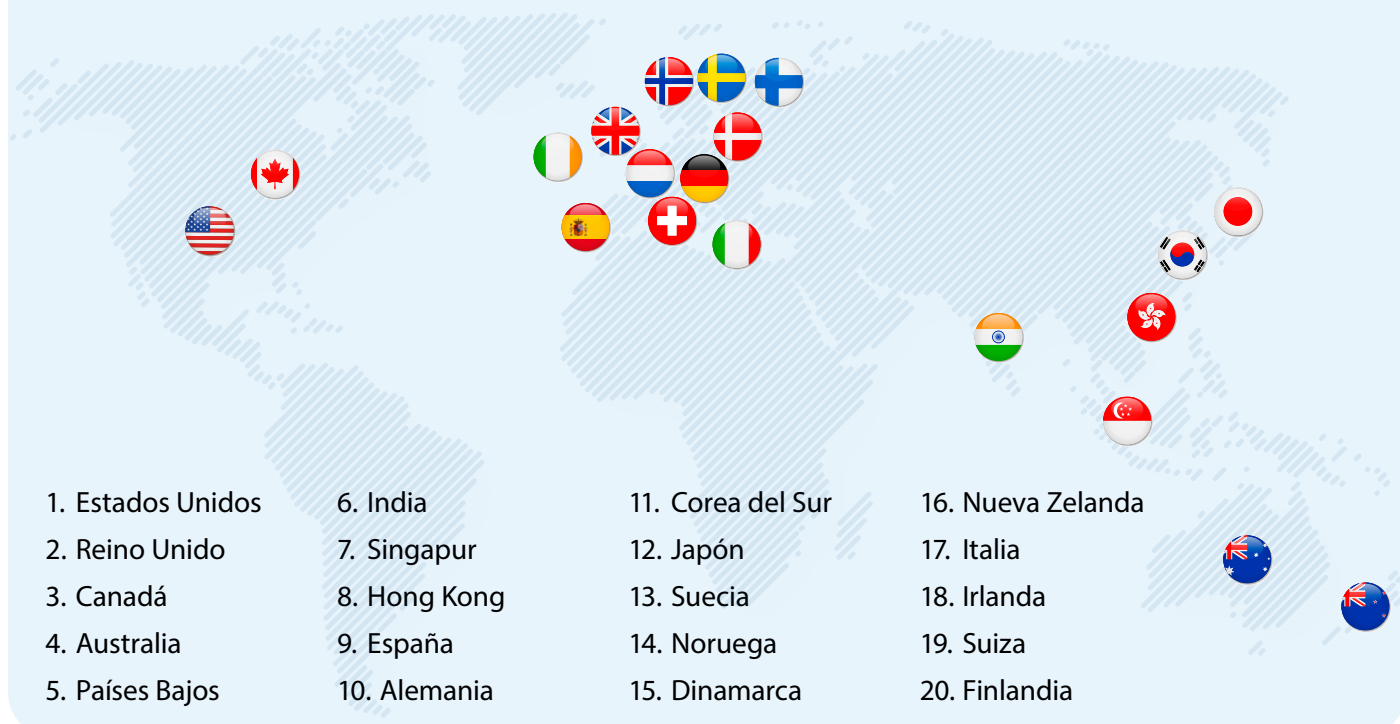 1. Estados Unidos
2. Reino Unido
3. Canadá
4. Australia
5. Países Bajos
6. India
7. Singapur
8. Hong Kong
9. España
10. Alemania
11. Corea del Sur
12. Japón
13. Suecia
14. Noruega
15. Dinamarca
16. Nueva Zelanda
17. Italia
18. Irlanda
19. Suiza
20. Finlandia